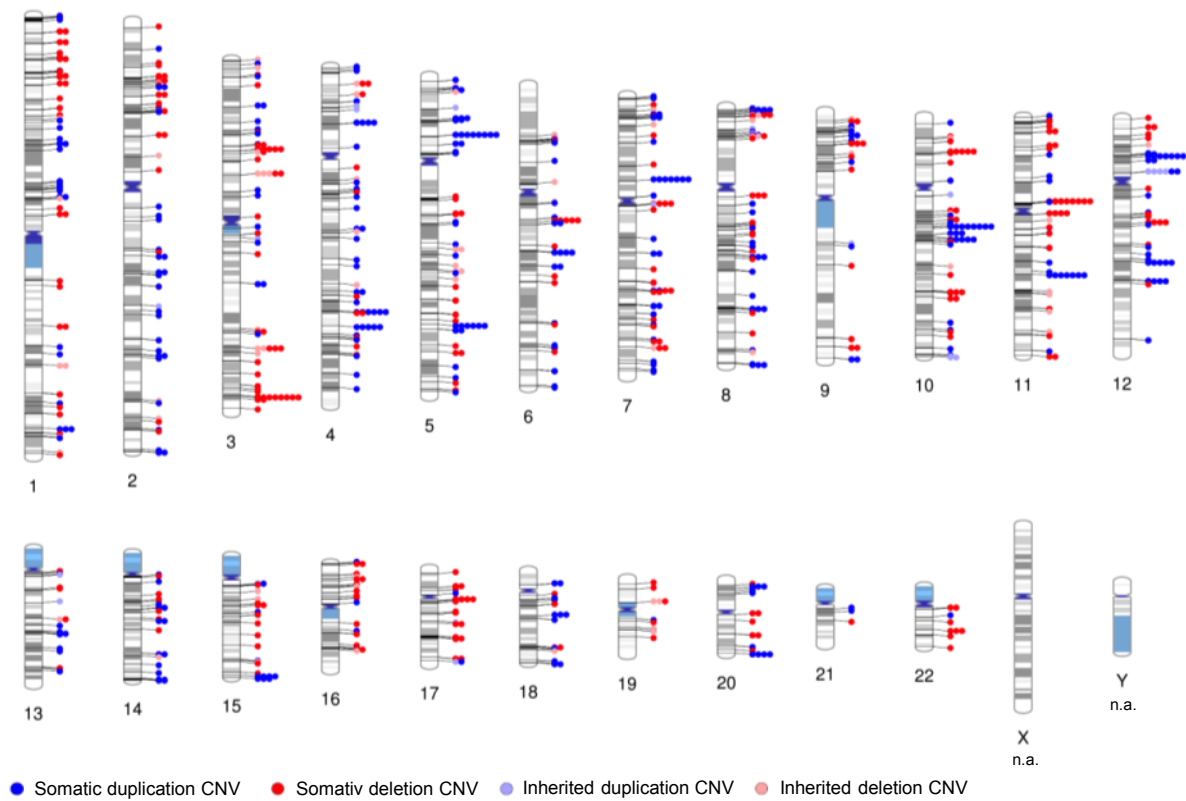 1
2
3
4
5
6
7
8
9
10
11
12
13
14
15
16
17
18
19
20
21
22
X
n.a.
Y
n.a.
Somatic duplication CNV
Somativ deletion CNV
Inherited duplication CNV
Inherited deletion CNV